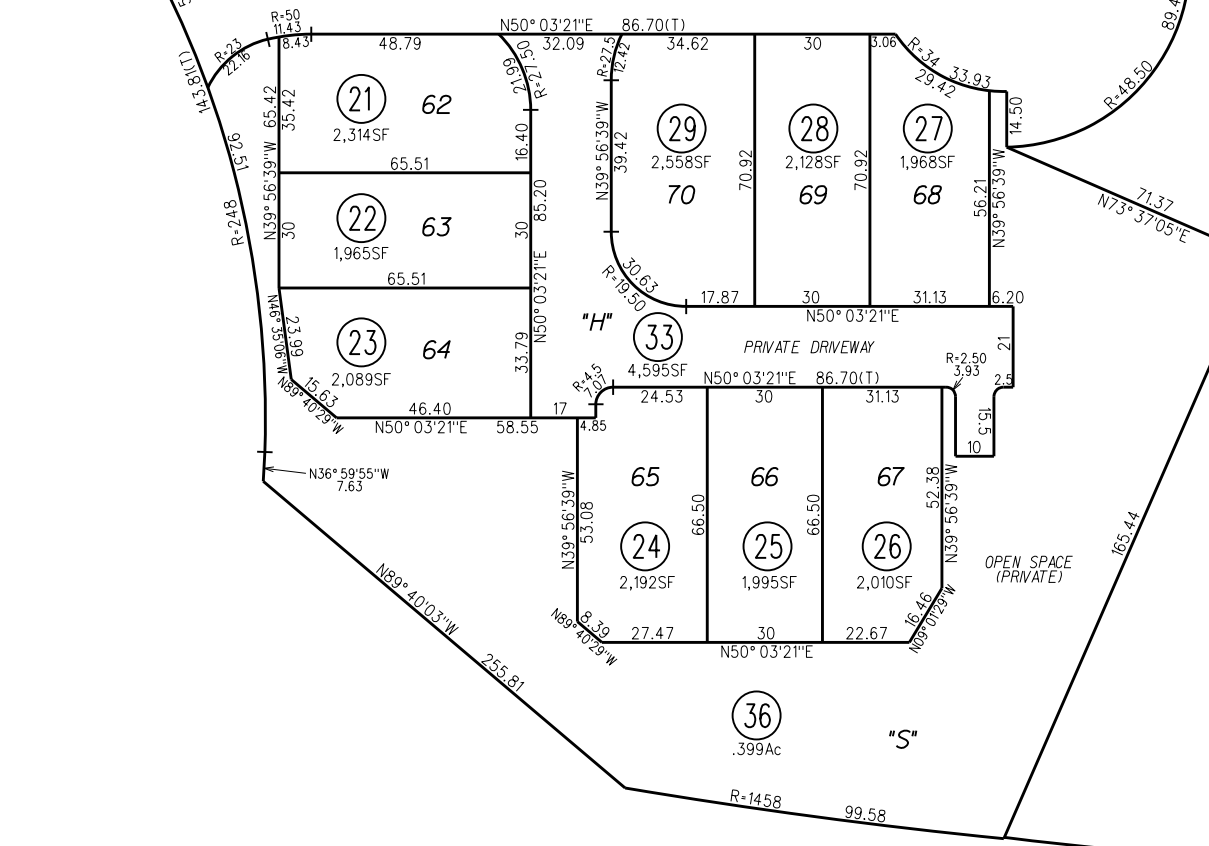 R=50
11.43
8.43
48.79
N50° 03'21"E 86.70(T)
32.09
34.62
30
3.06
R=34
29.42
33.93
89.4
R=48.50
14.50
R=23
22.16
143.81(T)
92.51
R=248
65.42
35.42
N39° 56'39"W
21
62
2,314SF
21.99
R=27.50
16.40
65.51
R=27.5
12.42
N39° 56'39"W
39.42
29
2,558SF
70
70.92
28
2,128SF
69
70.92
27
1,968SF
68
56.21
N39° 56'39"W
71.37
N73° 37'05"E
22
63
1,965SF
30
30
85.20
65.51
N50° 03'21"E
30.63
R=19.50
17.87
30
31.13
6.20
N50° 03'21"E
N46° 35'06"W
23.99
23
64
2,089SF
33.79
15.63
N89° 40'29"W
46.40
N50° 03'21"E
58.55
17
4.85
"H"
33
4,595SF
PRIVATE DRIVEWAY
21
R=4.5
7.07
N50° 03'21"E 86.70(T)
R=2.50
3.93
2.5
24.53
30
31.13
15.5
10
N36° 59'55"W
7.63
65
66
67
N39° 56'39"W
53.08
66.50
66.50
52.38
N39° 56'39"W
24
2,192SF
25
1,995SF
26
2,010SF
OPEN SPACE
(PRIVATE)
165.44
8.39
N89° 40'29"W
27.47
30
22.67
N50° 03'21"E
16.46
N09° 01'29"W
N89° 40'03"W
255.81
36
.399Ac
"S"
R=1458
99.58